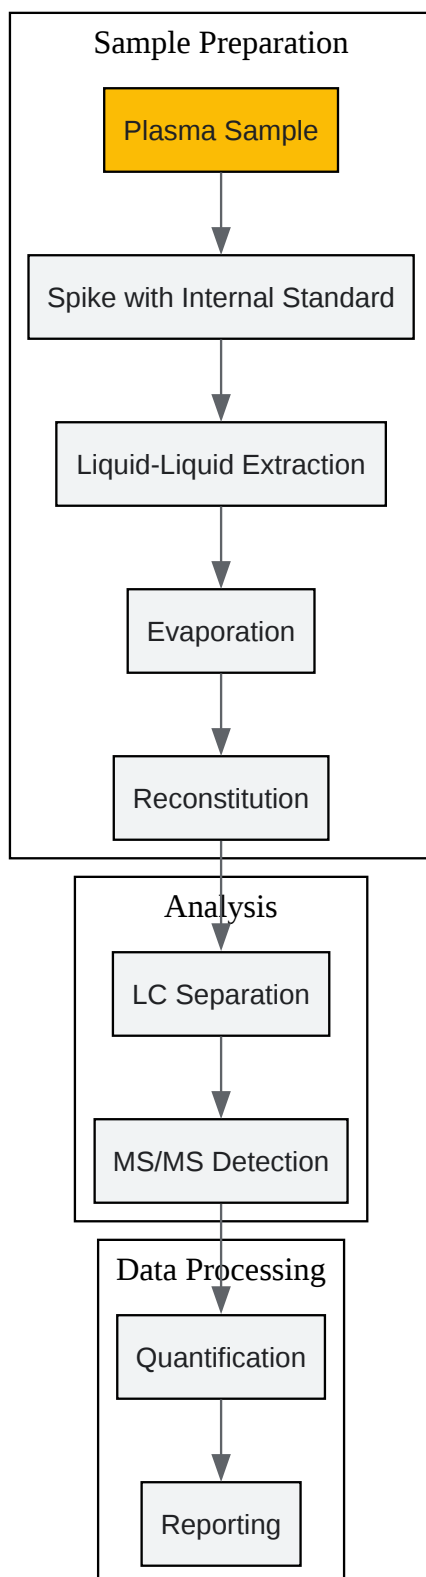 Sample Preparation
Plasma Sample
Spike with Internal Standard
Liquid-Liquid Extraction
Evaporation
Reconstitution
Analysis
LC Separation
MS/MS Detection
Data Processing
Quantification
Reporting